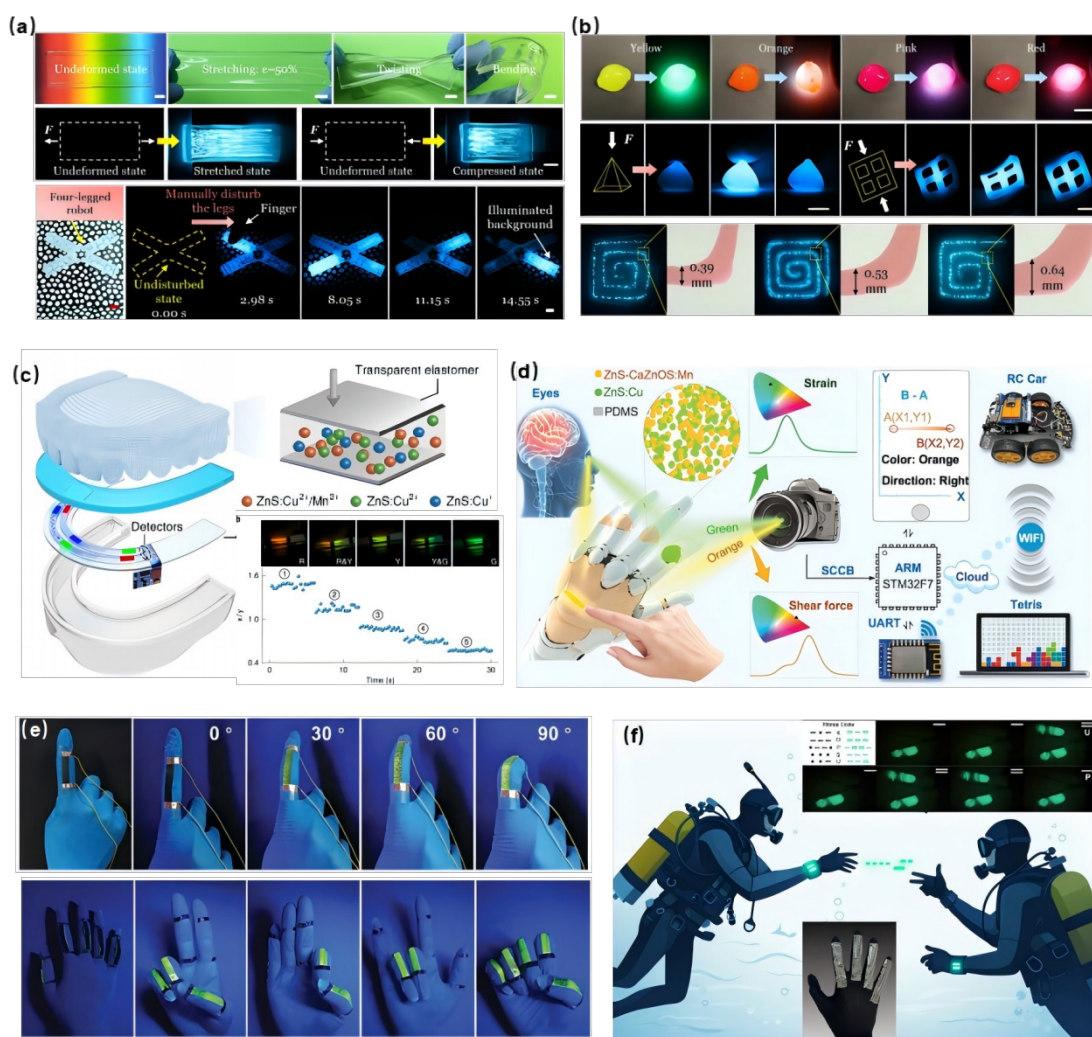 (a)
Undeformed state
Stretching: ε~50%
Twisting
Bending
F
F
Undeformed state
Stretched state
Undeformed state
Compressed state
Four-legged
robot
Manually disturb
the legs
Finger
Illuminated
background
Undisturbed
state
0.00 s
2.98 s
8.05 s
11.15 s
14.55 s
(b)
Yellow
Orange
Pink
Red
F
F
0.39
mm
0.53
mm
0.64
mm
(c)
Transparent elastomer
Detectors
ZnS:Cu²⁺/Mn²⁺
ZnS:Cu²⁺
ZnS:Cu⁺
R
R&Y
Y
Y&G
G
x/y
1.6
1.0
0.4
①
②
③
④
⑤
0
10
20
30
Time (s)
(d)
Eyes
ZnS-CaZnOS:Mn
ZnS:Cu
PDMS
Strain
Green
Orange
Shear force
SCCB
Y
B - A
A(X1,Y1)
B(X2,Y2)
Color: Orange
Direction: Right
X
RC Car
ARM
STM32F7
Cloud
WIFI
UART
Tetris
(e)
0 °
30 °
60 °
90 °
(f)
U
P